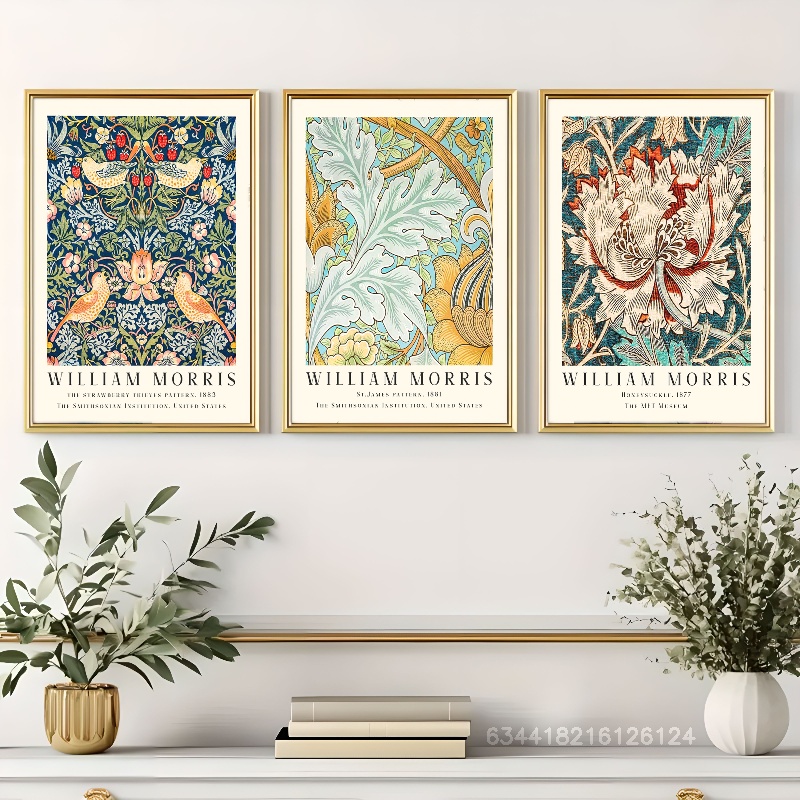 WILLIAM MORRIS
THE STRAWBERRY THIEVES PATTERN, 1883
THE SMITHSONIAN INSTITUTION, UNITED STATES
WILLIAM MORRIS
ST.JAMES PATTERN, 1881
THE SMITHSONIAN INSTITUTION, UNITED STATES
WILLIAM MORRIS
HONEYSUCKLE, 1877
THE MET MUSEUM
634418216126124